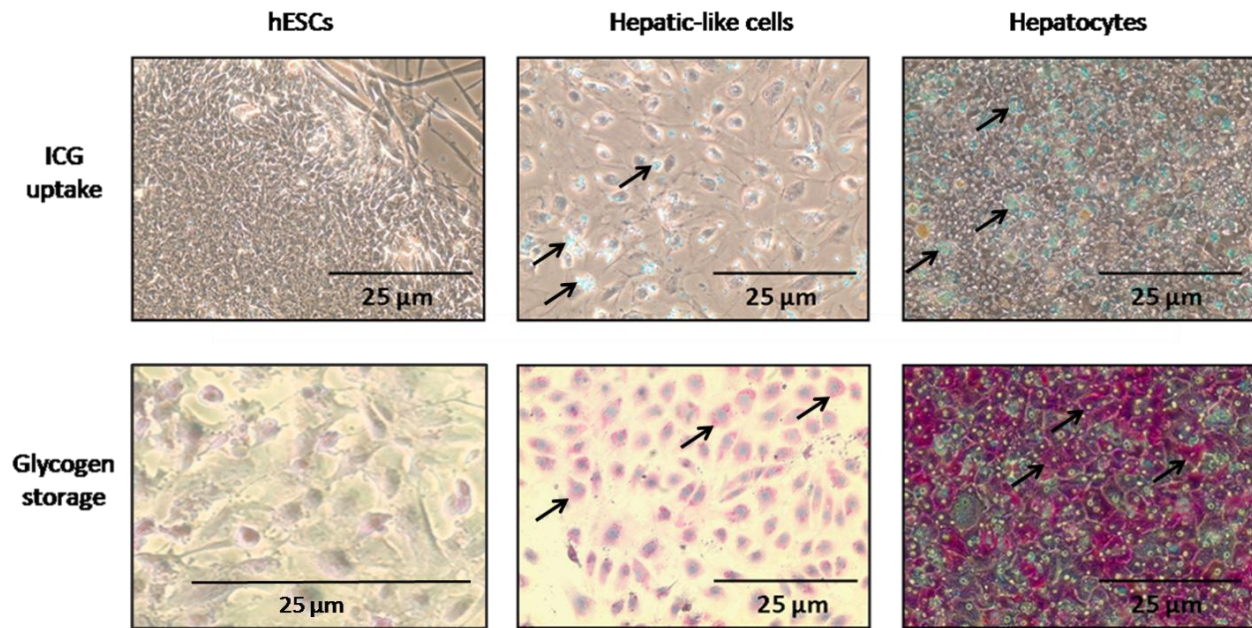 hESCs
Hepatic-like cells
Hepatocytes
ICG
uptake
25 µm
25 µm
25 µm
Glycogen
storage
25 µm
25 µm
25 µm